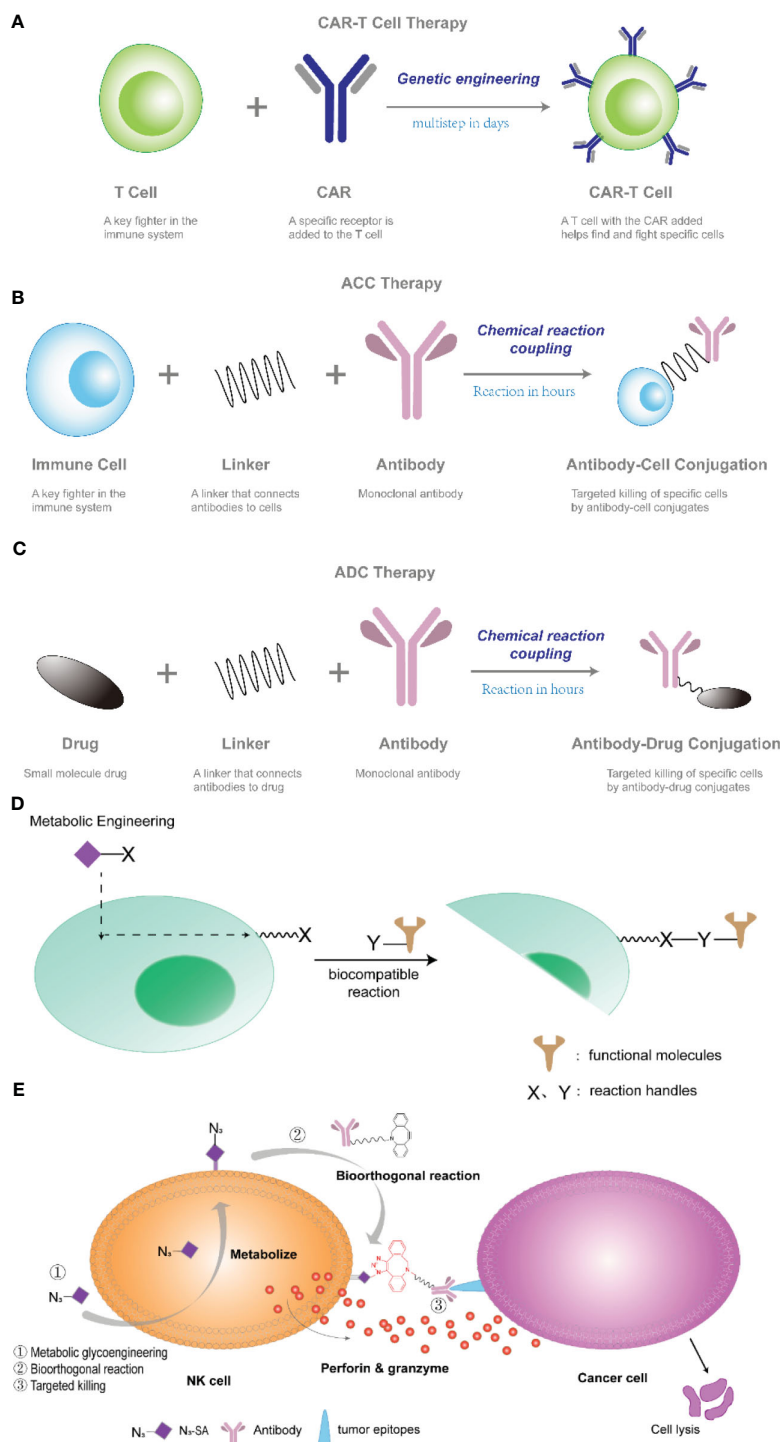 A
CAR-T Cell Therapy
+
Genetic engineering
multistep in days
T Cell
CAR
CAR-T Cell
A key fighter in the
immune system
A specific receptor is
added to the T cell
A T cell with the CAR added
helps find and fight specific cells
B
ACC Therapy
+
+
Chemical reaction
coupling
Reaction in hours
Immune Cell
Linker
Antibody
Antibody-Cell Conjugation
A key fighter in the
immune system
A linker that connects
antibodies to cells
Monoclonal antibody
Targeted killing of specific cells
by antibody-cell conjugates
C
ADC Therapy
+
+
Chemical reaction
coupling
Reaction in hours
Drug
Linker
Antibody
Antibody-Drug Conjugation
Small molecule drug
A linker that connects
antibodies to drug
Monoclonal antibody
Targeted killing of specific cells
by antibody-drug conjugates
D
Metabolic Engineering
X
X
Y
biocompatible
reaction
X—Y
: functional molecules
X、Y : reaction handles
E
N₃
②
N
Bioorthogonal reaction
N₃
Metabolize
N
N
N
N
①
N₃
③
① Metabolic glycoengineering
② Bioorthogonal reaction
③ Targeted killing
NK cell
Perforin & granzyme
Cancer cell
Cell lysis
N₃
N₃-SA
Antibody
tumor epitopes